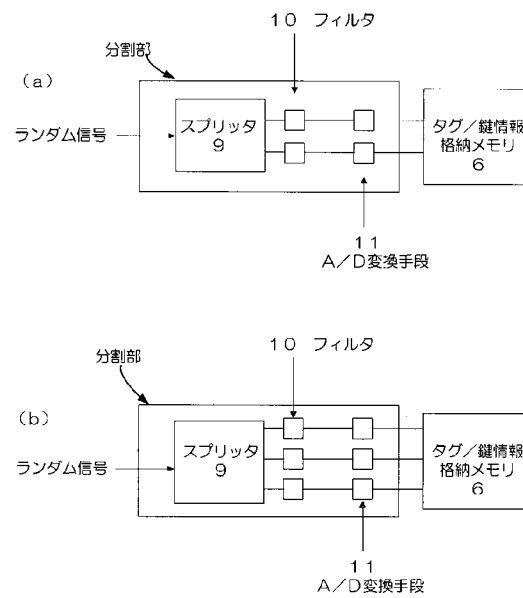 10 フィルタ
分割部
(a)
ランダム信号
スプリッタ
9
タグ/鍵情報
格納メモリ
6
11
A/D変換手段
10 フィルタ
分割部
(b)
ランダム信号
スプリッタ
9
タグ/鍵情報
格納メモリ
6
11
A/D変換手段